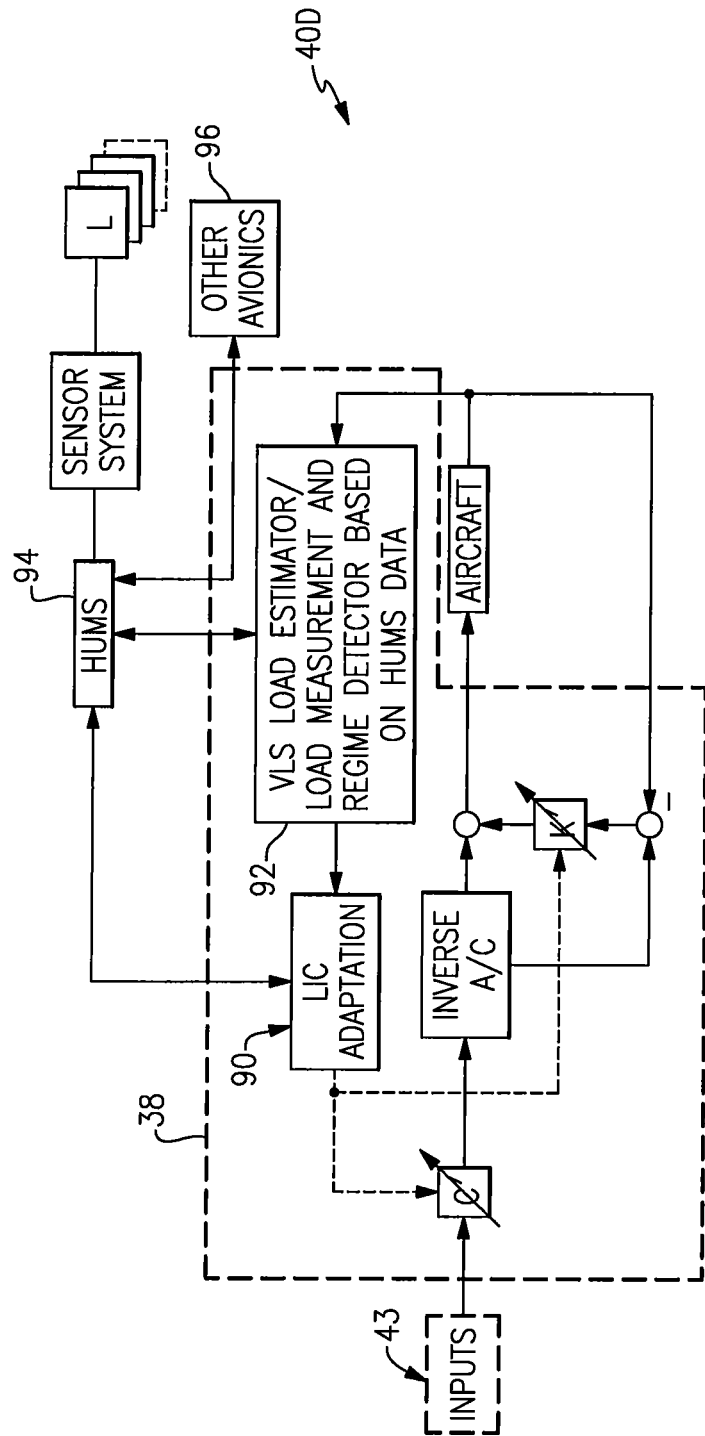 40D
L
SENSOR
SYSTEM
94
HUMS
96
OTHER
AVIONICS
38
92
VLS LOAD ESTIMATOR/
LOAD MEASUREMENT AND
REGIME DETECTOR BASED
ON HUMS DATA
90
LIC
ADAPTATION
AIRCRAFT
INVERSE
A/C
K
–
C
43
INPUTS